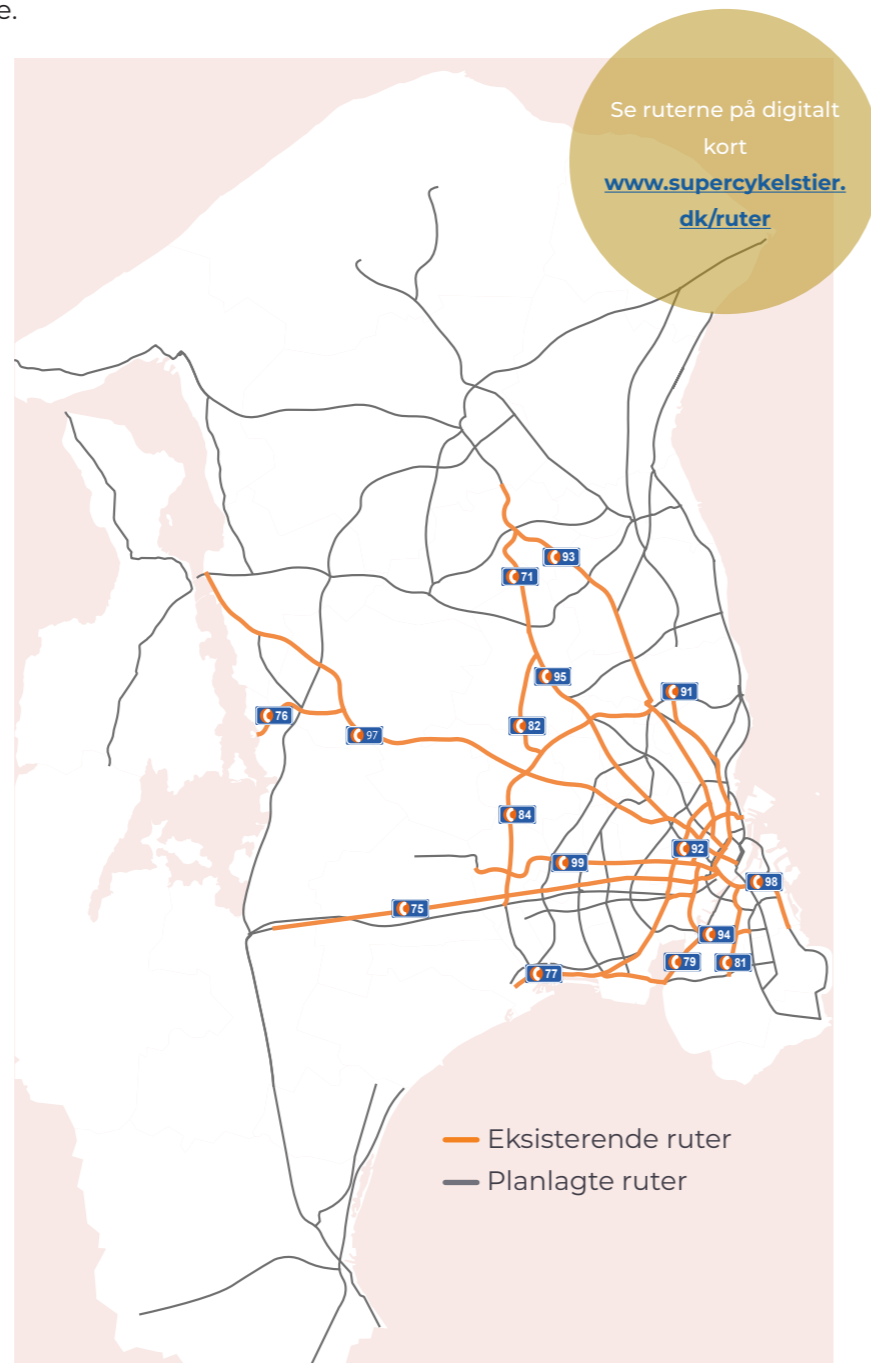 e.
Se ruterne på digitalt
kort
www.supercykelstier.
dk/ruter
93
71
95
91
82
76
97
84
92
99
98
75
94
79
81
77
Eksisterende ruter
Planlagte ruter